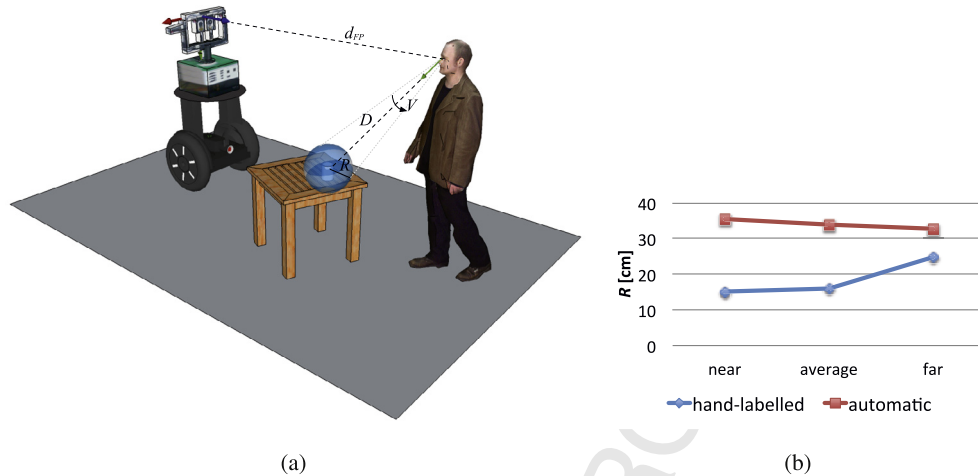 d_FP
D
V
R
(a)
R [cm]
40
30
20
10
0
near average far
hand-labelled automatic
(b)